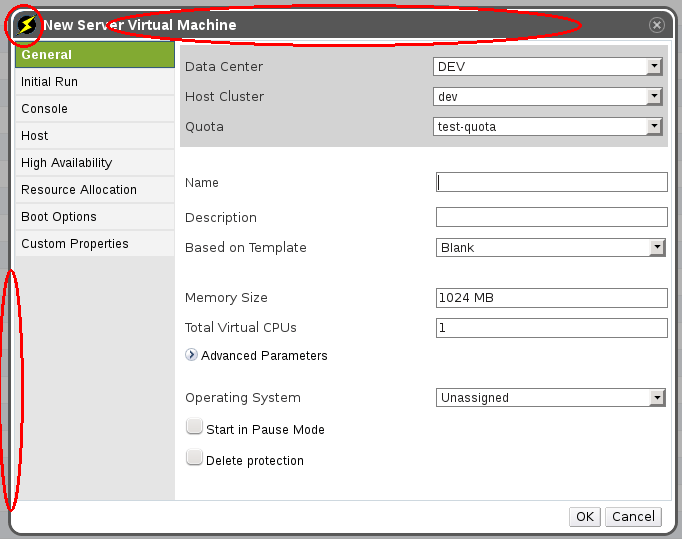 New Server Virtual Machine
General
Initial Run
Console
Host
High Availability
Resource Allocation
Boot Options
Custom Properties
Data Center DEV
Host Cluster dev
Quota test-quota
Name
Description
Based on Template Blank
Memory Size 1024 MB
Total Virtual CPUs 1
Advanced Parameters
Operating System Unassigned
Start in Pause Mode
Delete protection
OK Cancel